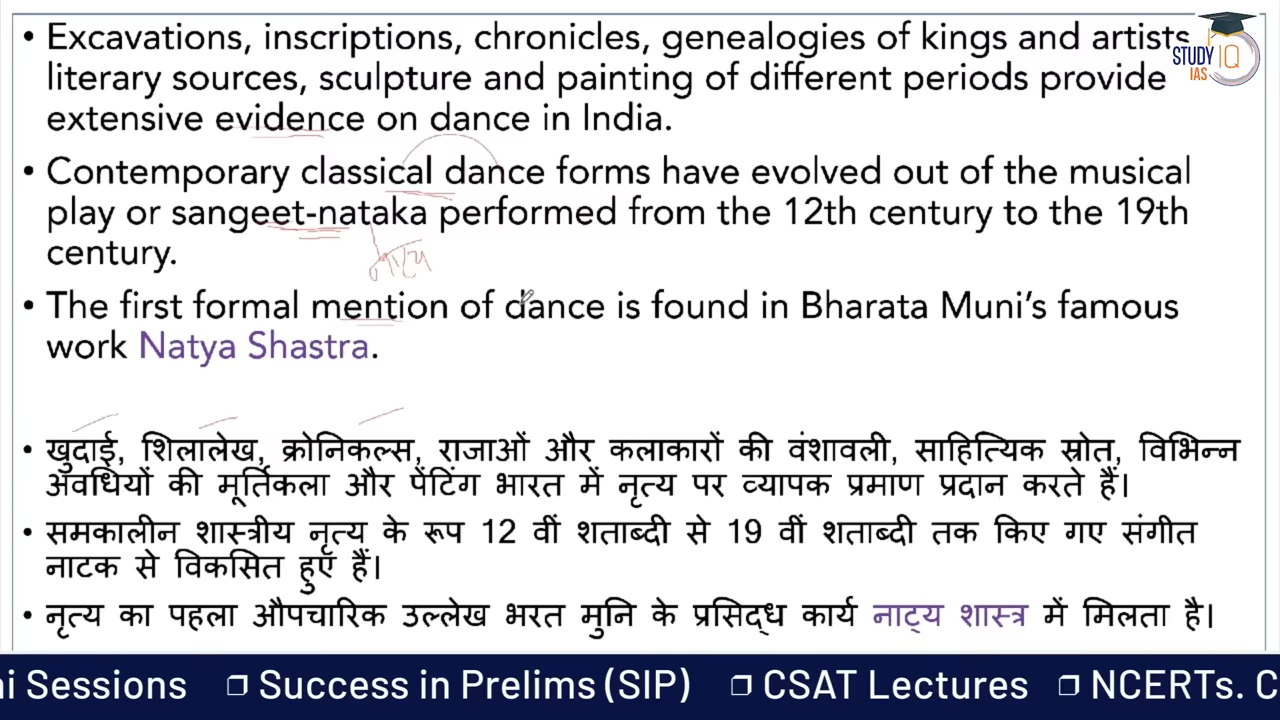 • Excavations, inscriptions, chronicles, genealogies of kings and artists,
literary sources, sculpture and painting of different periods provide
extensive evidence on dance in India.
STUDY IQ
IAS
• Contemporary classical dance forms have evolved out of the musical
play or sangeet-nataka performed from the 12th century to the 19th
century.
• The first formal mention of dance is found in Bharata Muni's famous
work Natya Shastra.
• खुदाई, शिलालेख, क्रोनिकल्स, राजाओं और कलाकारों की वंशावली, साहित्यिक स्रोत, विभिन्न
अवधियों की मूर्तिकला और पेंटिंग भारत में नृत्य पर व्यापक प्रमाण प्रदान करते हैं।
• समकालीन शास्त्रीय नृत्य के रूप 12 वीं शताब्दी से 19 वीं शताब्दी तक किए गए संगीत
नाटक से विकसित हुए हैं।
• नृत्य का पहला औपचारिक उल्लेख भरत मुनि के प्रसिद्ध कार्य नाट्य शास्त्र में मिलता है।
Sessions ❐ Success in Prelims (SIP) ❐ CSAT Lectures ❐ NCERTs.